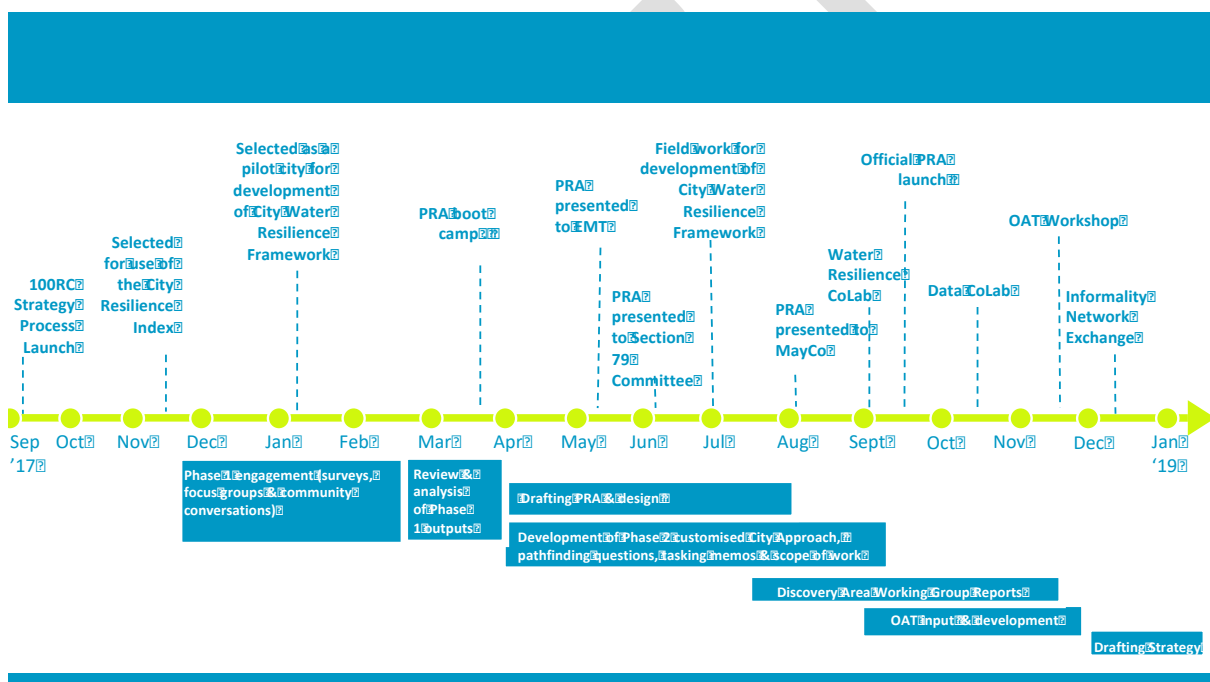 100RC
Strategy
Process
Launch
Selected
for use of
the City
Resilience
Index
Selected as a
pilot city for
development
of City Water
Resilience
Framework
PRA boot
camp
PRA
presented
to EMT
PRA
presented
to Section
79
Committee
Field work for
development of
City Water
Resilience
Framework
PRA
presented to
MayCo
Water
Resilience
CoLab
Official PRA
launch
Data CoLab
OAT Workshop
Informality
Network
Exchange
Sep
'17
Oct
Nov
Dec
Jan
Feb
Mar
Apr
May
Jun
Jul
Aug
Sept
Oct
Nov
Dec
Jan
'19
Phase 1 engagement (surveys,
focus groups & community
conversations)
Review &
analysis
of Phase
1 outputs
Drafting PRA & design
Development of Phase 2 customised City Approach,
pathfinding questions, tasking memos & scope of work
Discovery Area Working Group Reports
OAT input & development
Drafting Strategy